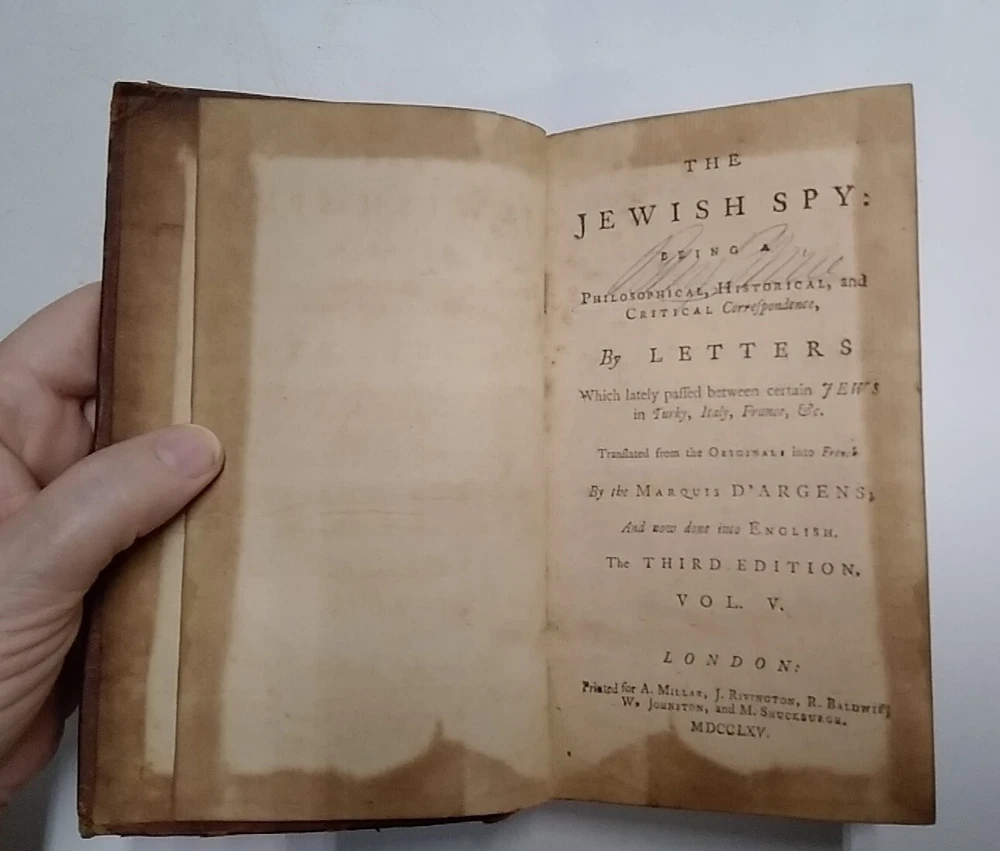 THE
JEWISH SPY:
BEING A
PHILOSOPHICAL, HISTORICAL, and
CRITICAL Correſpondence,
By LETTERS
Which lately paſſed between certain JEWS
in Turky, Italy, France, &c.
Tranſlated from the ORIGINALS into French
By the MARQUIS D'ARGENS;
And now done into ENGLISH.
The THIRD EDITION.
VOL. V.
LONDON:
Printed for A. MILLAR, J. RIVINGTON, R. BALDWIN,
W. JOHNSTON, and M. SHUCKBURGH.
MDCCLXV.